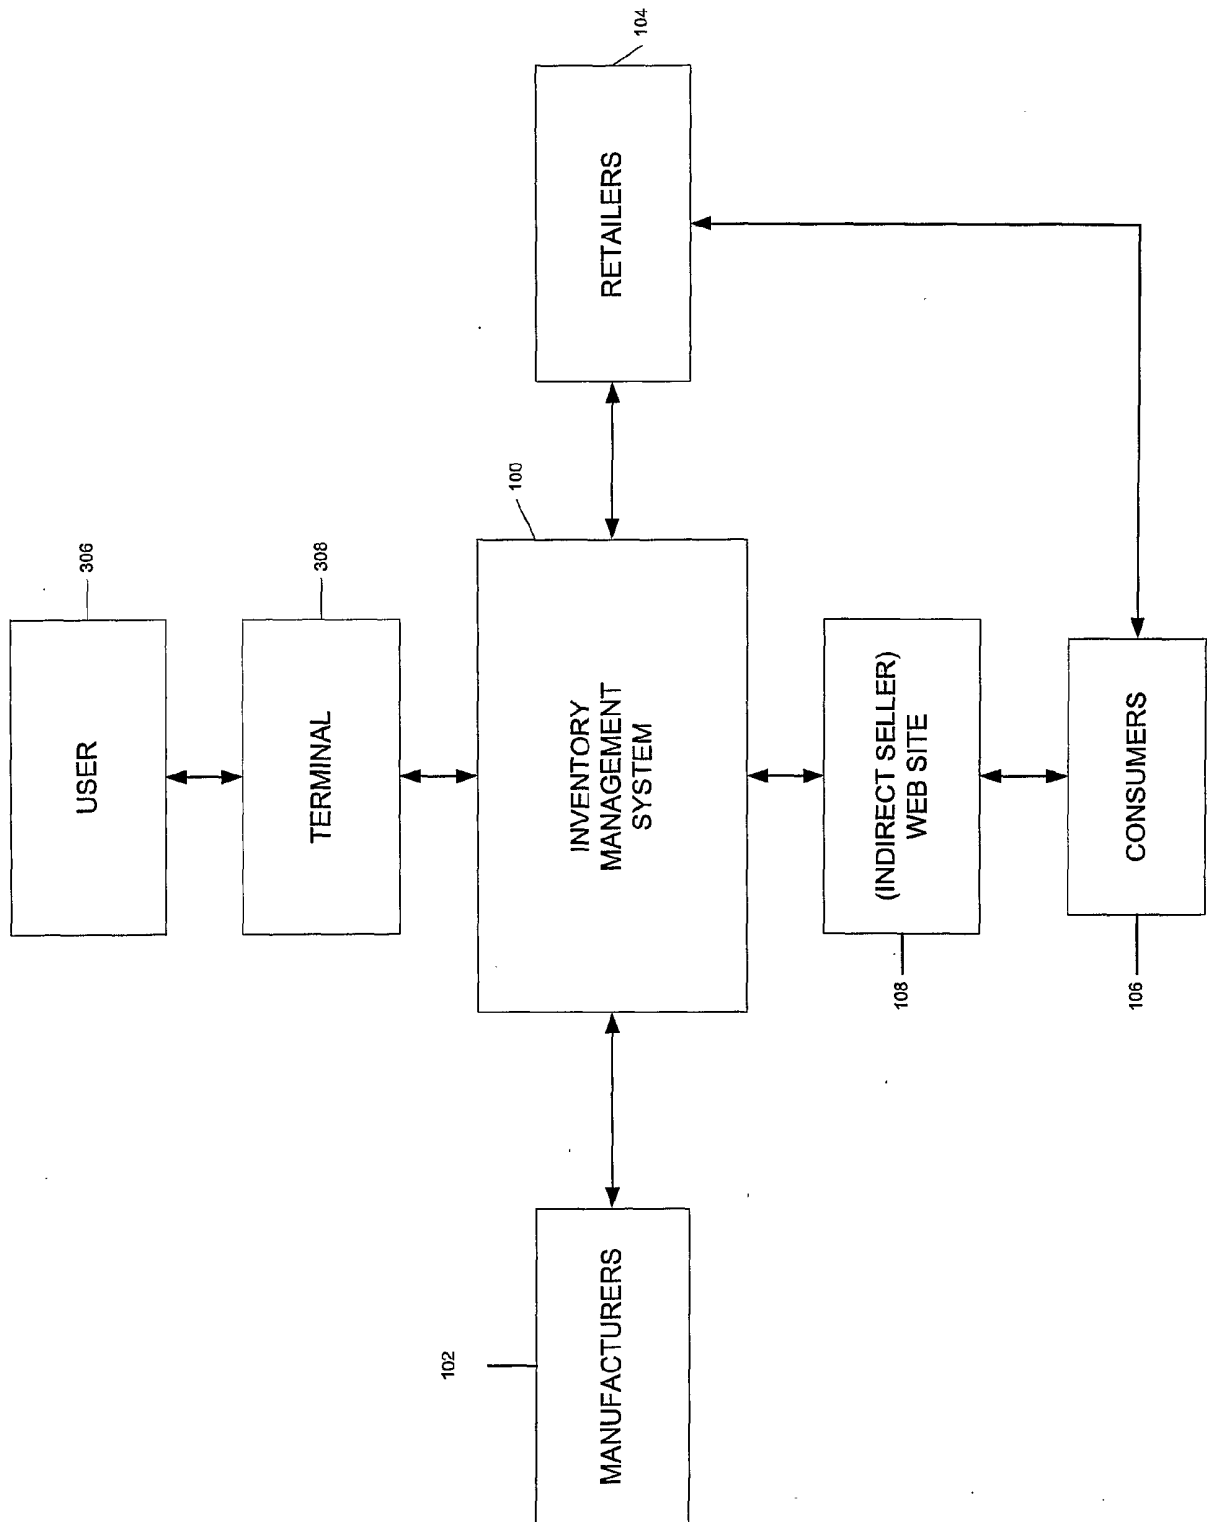 306
USER
308
TERMINAL
102
MANUFACTURERS
100
INVENTORY
MANAGEMENT
SYSTEM
104
RETAILERS
108
(INDIRECT SELLER)
WEB SITE
106
CONSUMERS